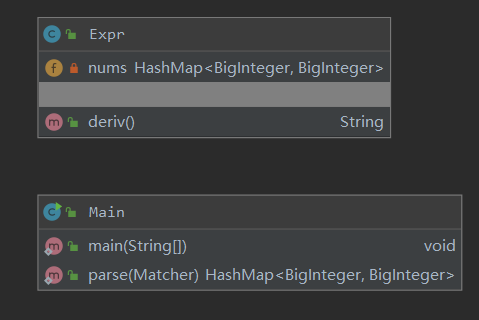 Expr
nums HashMap<BigInteger, BigInteger>
deriv() String
Main
main(String[]) void
parse(Matcher) HashMap<BigInteger, BigInteger>